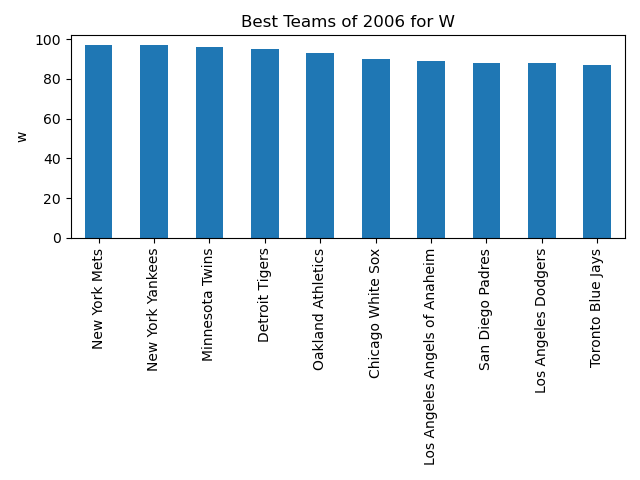 Best Teams of 2006 for W
100
80
60
40
20
0
w
New York Mets
New York Yankees
Minnesota Twins
Detroit Tigers
Oakland Athletics
Chicago White Sox
Los Angeles Angels of Anaheim
San Diego Padres
Los Angeles Dodgers
Toronto Blue Jays